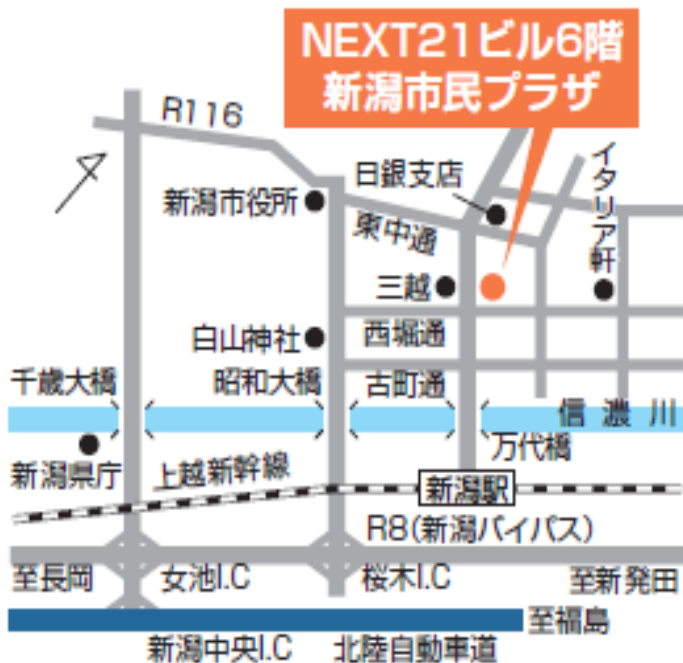 NEXT21ビル6階
新潟市民プラザ
R116
日銀支店
イタリア軒
新潟市役所
東中通
三越
白山神社
西堀通
千歳大橋
昭和大橋
古町通
信濃川
新潟県庁
上越新幹線
万代橋
新潟駅
R8(新潟バイパス)
至長岡
女池I.C
桜木I.C
至新発田
至福島
新潟中央I.C
北陸自動車道